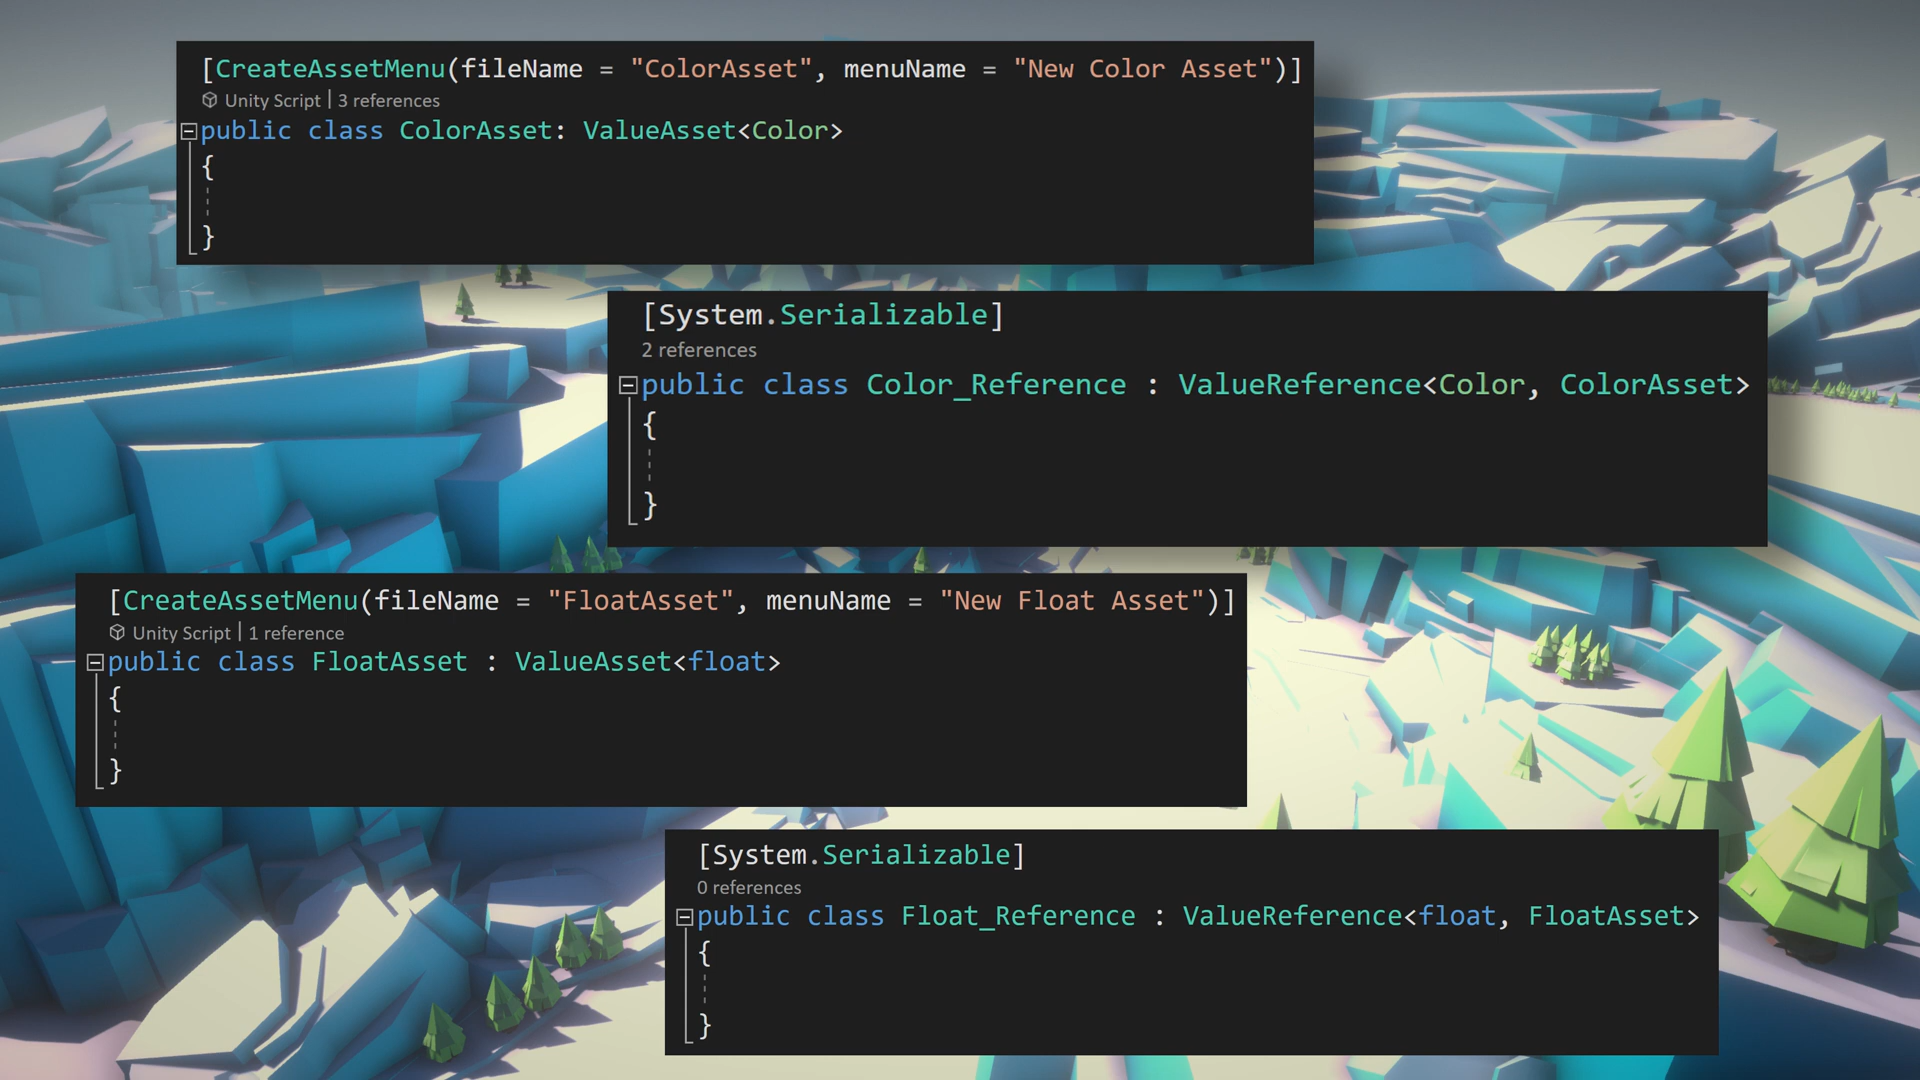 [CreateAssetMenu(fileName = "ColorAsset", menuName = "New Color Asset")]
Unity Script | 3 references
public class ColorAsset: ValueAsset<Color>
{
}
[System.Serializable]
2 references
public class Color_Reference : ValueReference<Color, ColorAsset>
{
}
[CreateAssetMenu(fileName = "FloatAsset", menuName = "New Float Asset")]
Unity Script | 1 reference
public class FloatAsset : ValueAsset<float>
{
}
[System.Serializable]
0 references
public class Float_Reference : ValueReference<float, FloatAsset>
{
}